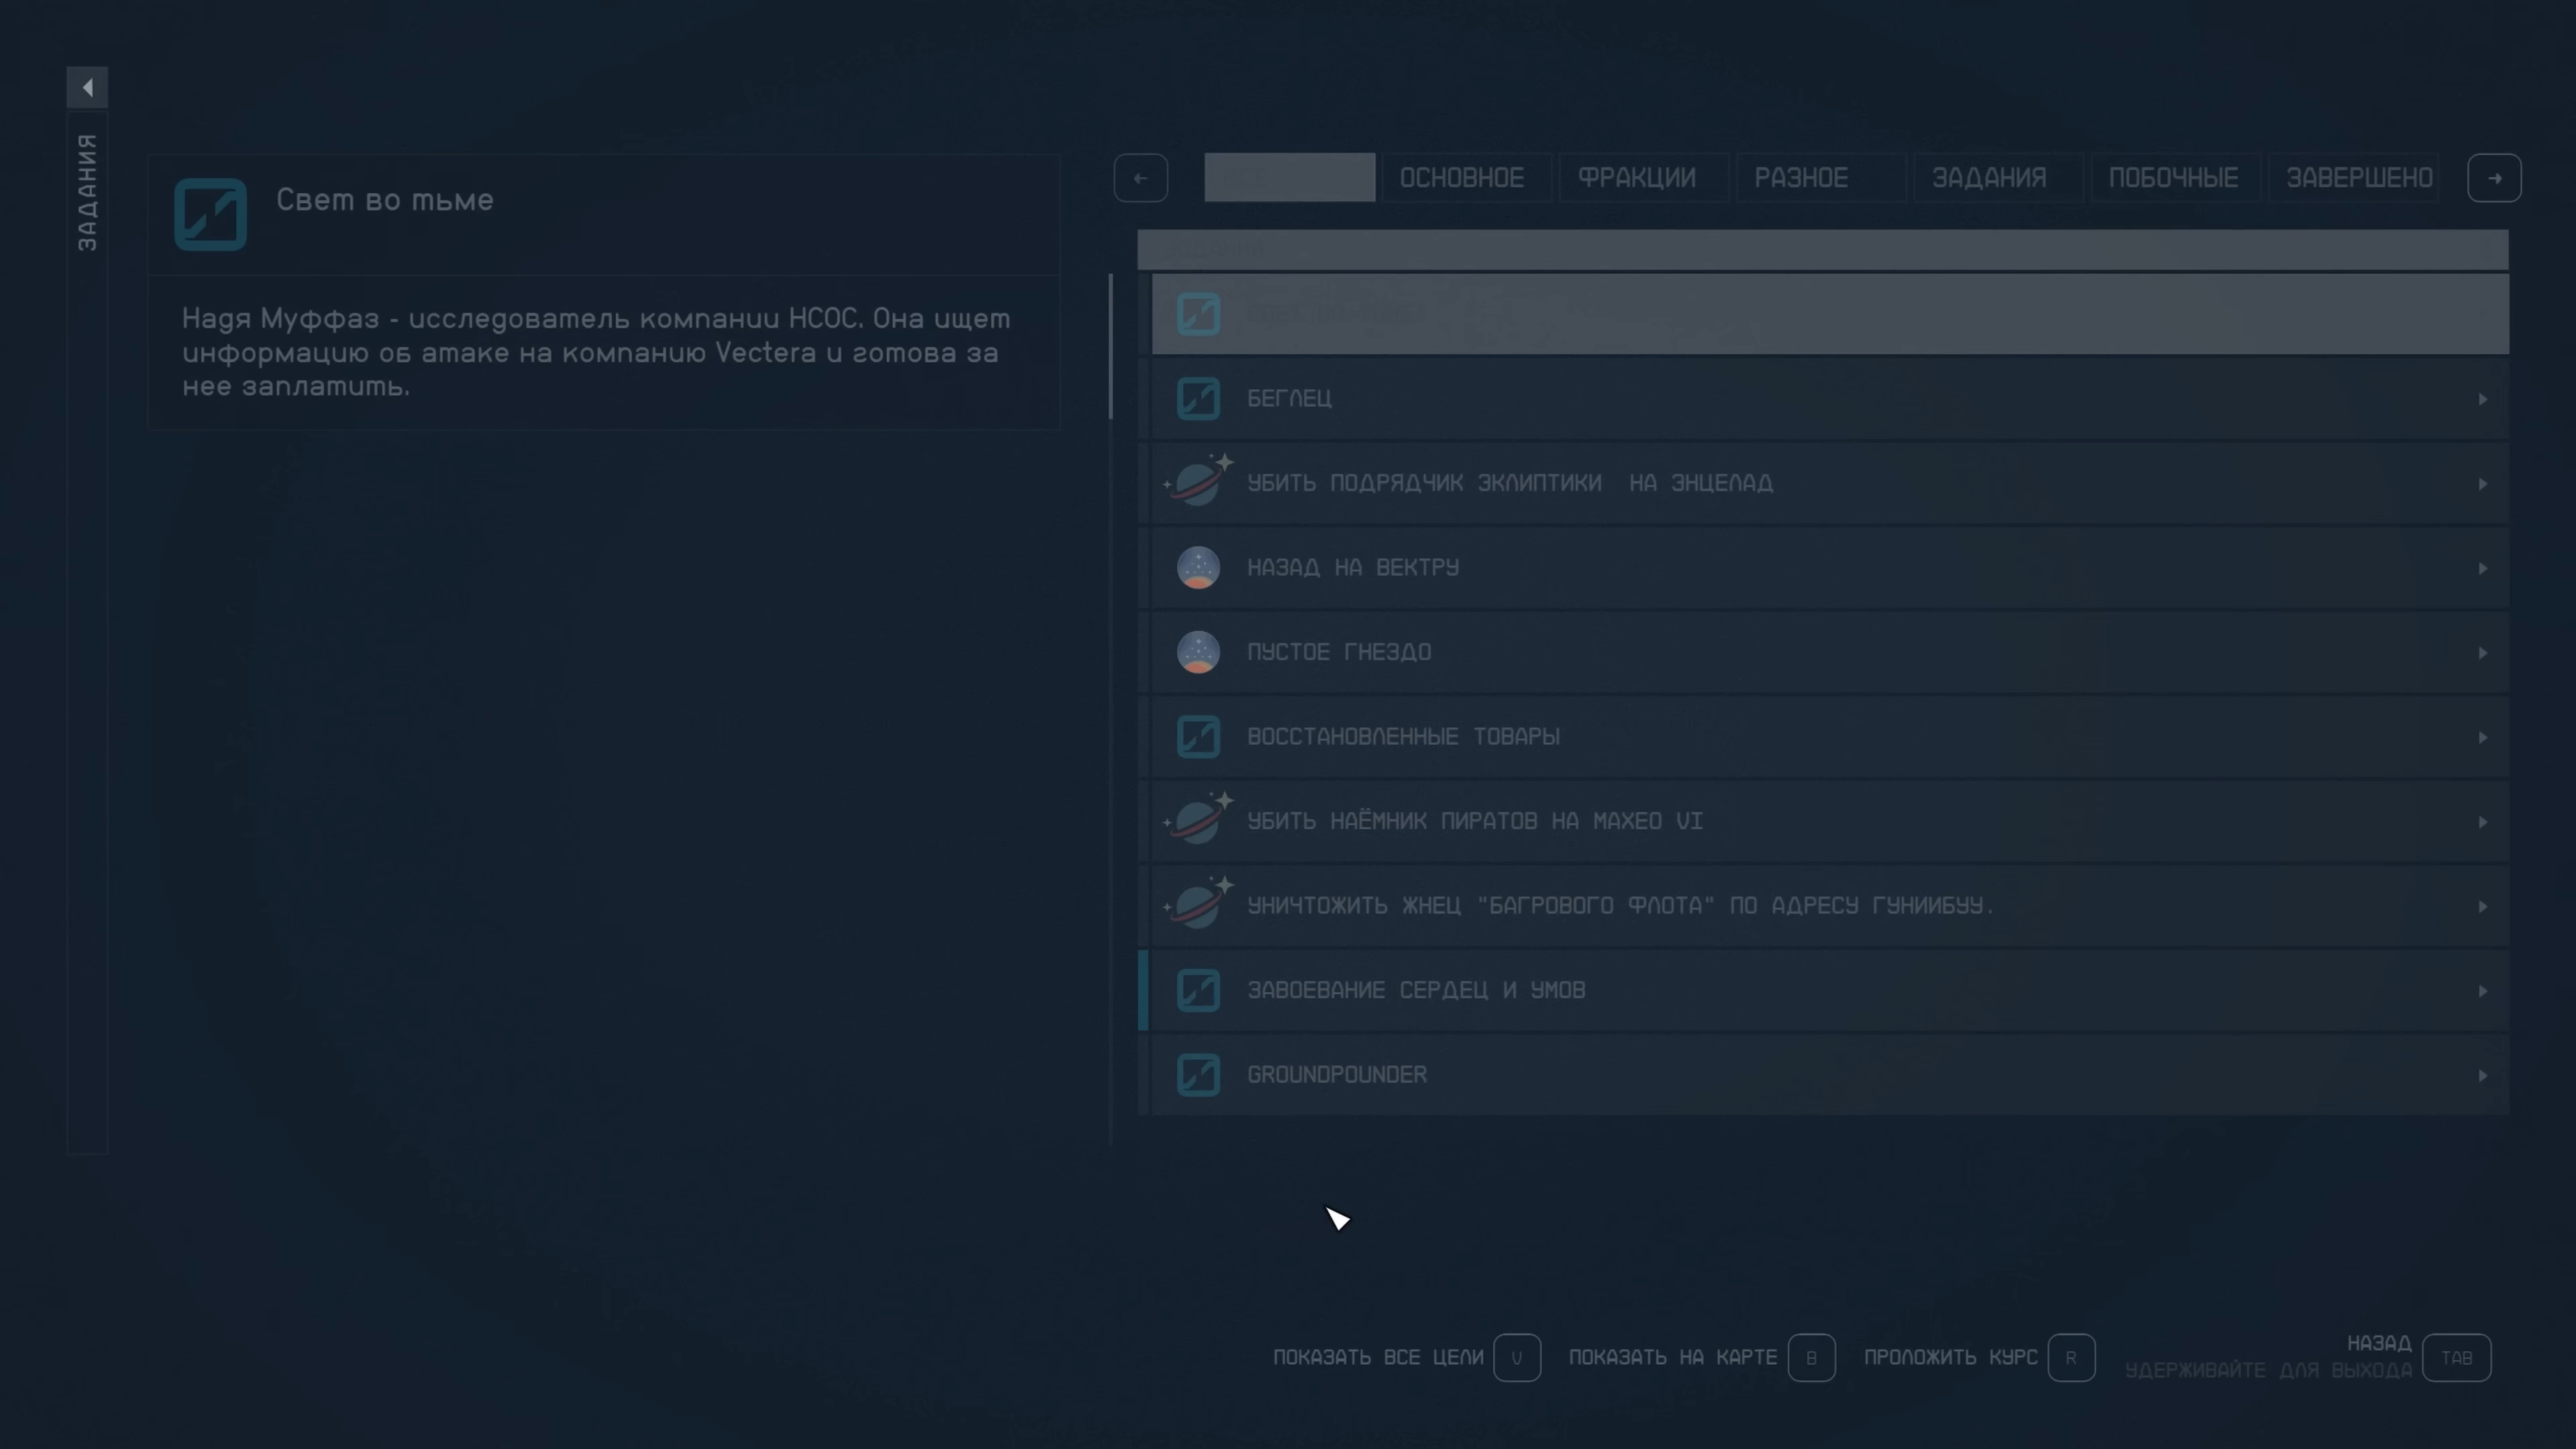 ЗАДАНИЯ
Свет во тьме
Надя Муффаз - исследователь компании НСОС. Она ищет
информацию об атаке на компанию Vectera и готова за
нее заплатить.
ОСНОВНОЕ
ФРАКЦИИ
РАЗНОЕ
ЗАДАНИЯ
ПОБОЧНЫЕ
ЗАВЕРШЕНО
БЕГЛЕЦ
УБИТЬ ПОДРЯДЧИК ЭКЛИПТИКИ НА ЭНЦЕЛАД
НАЗАД НА ВЕКТРУ
ПУСТОЕ ГНЕЗДО
ВОССТАНОВЛЕННЫЕ ТОВАРЫ
УБИТЬ НАЁМНИК ПИРАТОВ НА МАХЕО VI
УНИЧТОЖИТЬ ЖНЕЦ "БАГРОВОГО ФЛОТА" ПО АДРЕСУ ГУНИИБУУ.
ЗАВОЕВАНИЕ СЕРДЕЦ И УМОВ
GROUNDPOUNDER
ПОКАЗАТЬ ВСЕ ЦЕЛИ V
ПОКАЗАТЬ НА КАРТЕ B
ПРОЛОЖИТЬ КУРС R
НАЗАД TAB
УДЕРЖИВАЙТЕ ДЛЯ ВЫХОДА